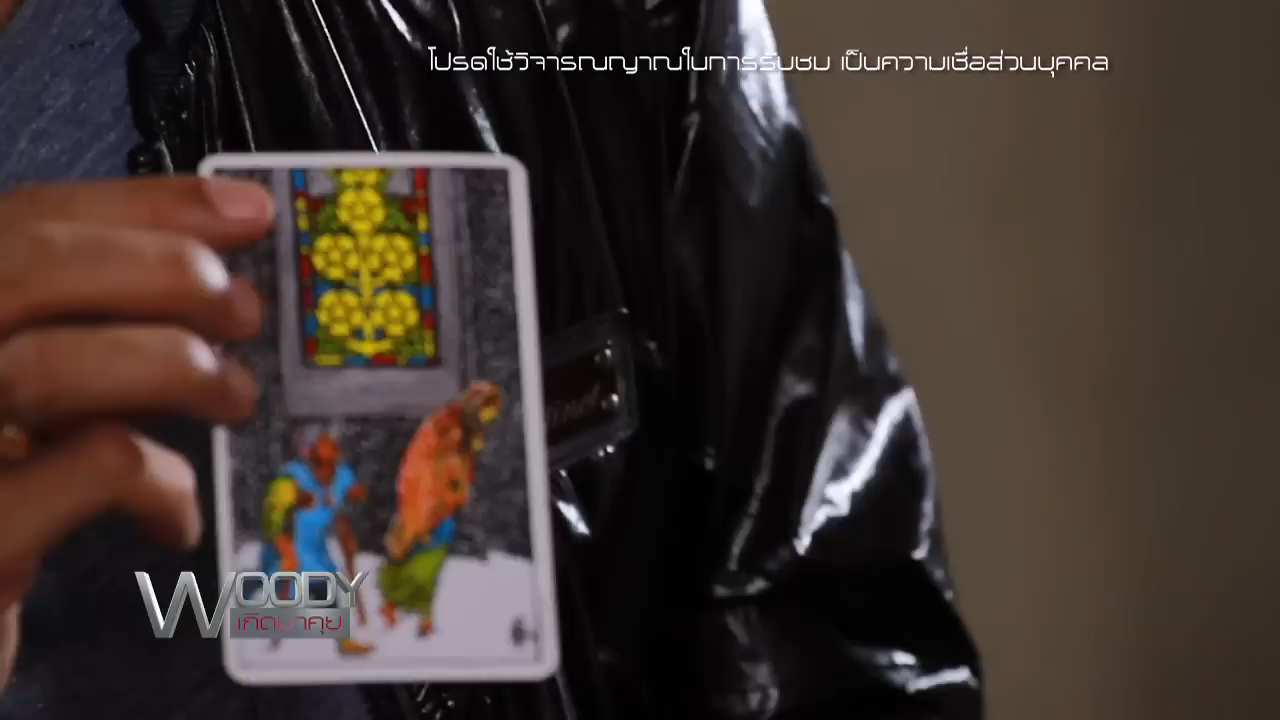 โปรดใช้วิจารณญาณในการรับชม เป็นความเชื่อส่วนบุคคล
WOODY
เกิดมาคุย